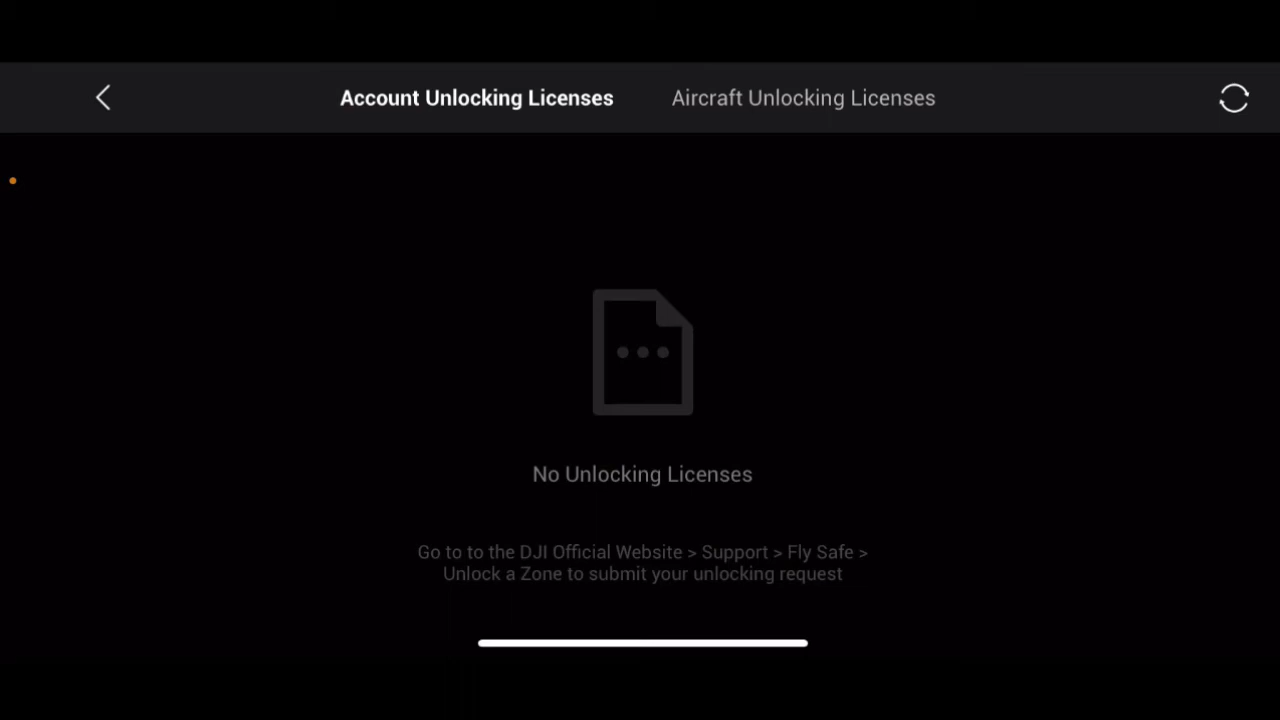 Account Unlocking Licenses
Aircraft Unlocking Licenses
No Unlocking Licenses
Go to to the DJI Official Website > Support > Fly Safe >
Unlock a Zone to submit your unlocking request